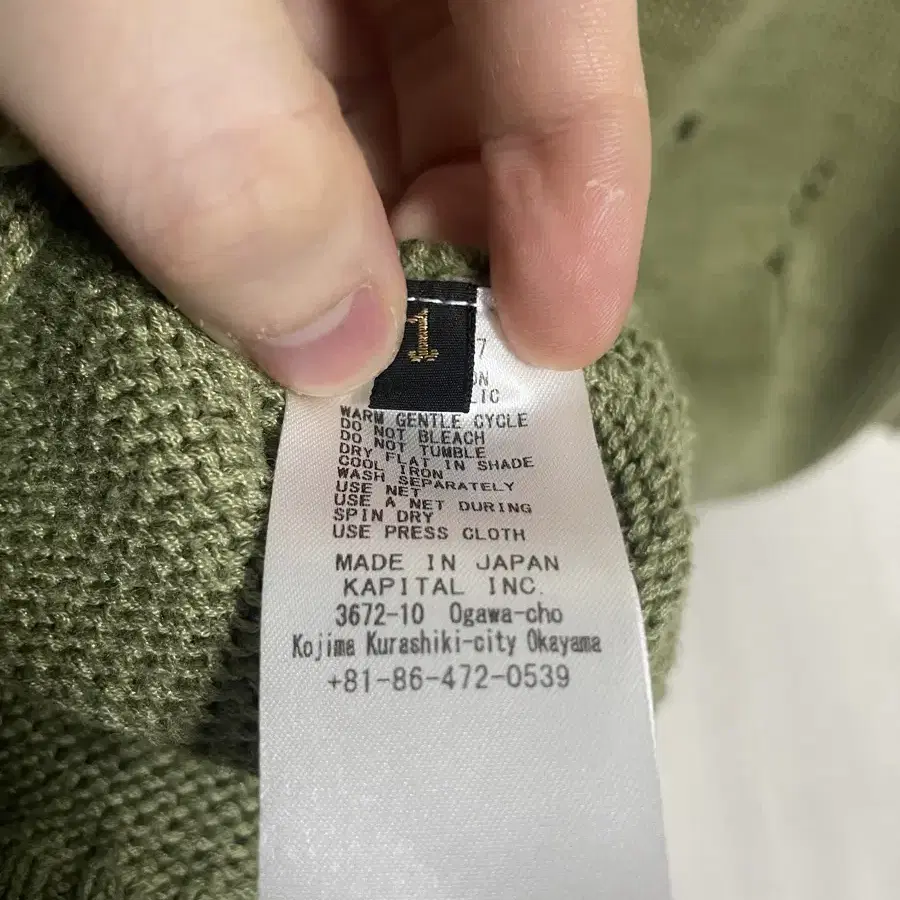 1
7
WARM GENTLE CYCLE
DO NOT BLEACH
DO NOT TUMBLE
DRY FLAT IN SHADE
COOL IRON
WASH SEPARATELY
USE NET
USE A NET DURING
SPIN DRY
USE PRESS CLOTH
MADE IN JAPAN
KAPITAL INC.
3672-10 Ogawa-cho
Kojima Kurashiki-city Okayama
+81-86-472-0539